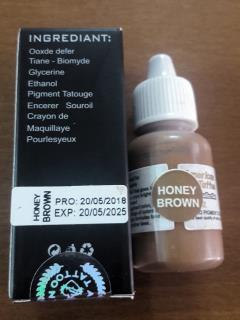 INGREDIANT:
Ooxde defer
Tiane - Biomyde
Glycerine
Ethanol
Pigment Tatouge
Encerer Souroil
Crayon de
Maquillaye
Pourlesyeux
HONEY
BROWN
PRO: 20/05/2018
EXP: 20/05/2025
TATTOO
HONEY
BROWN